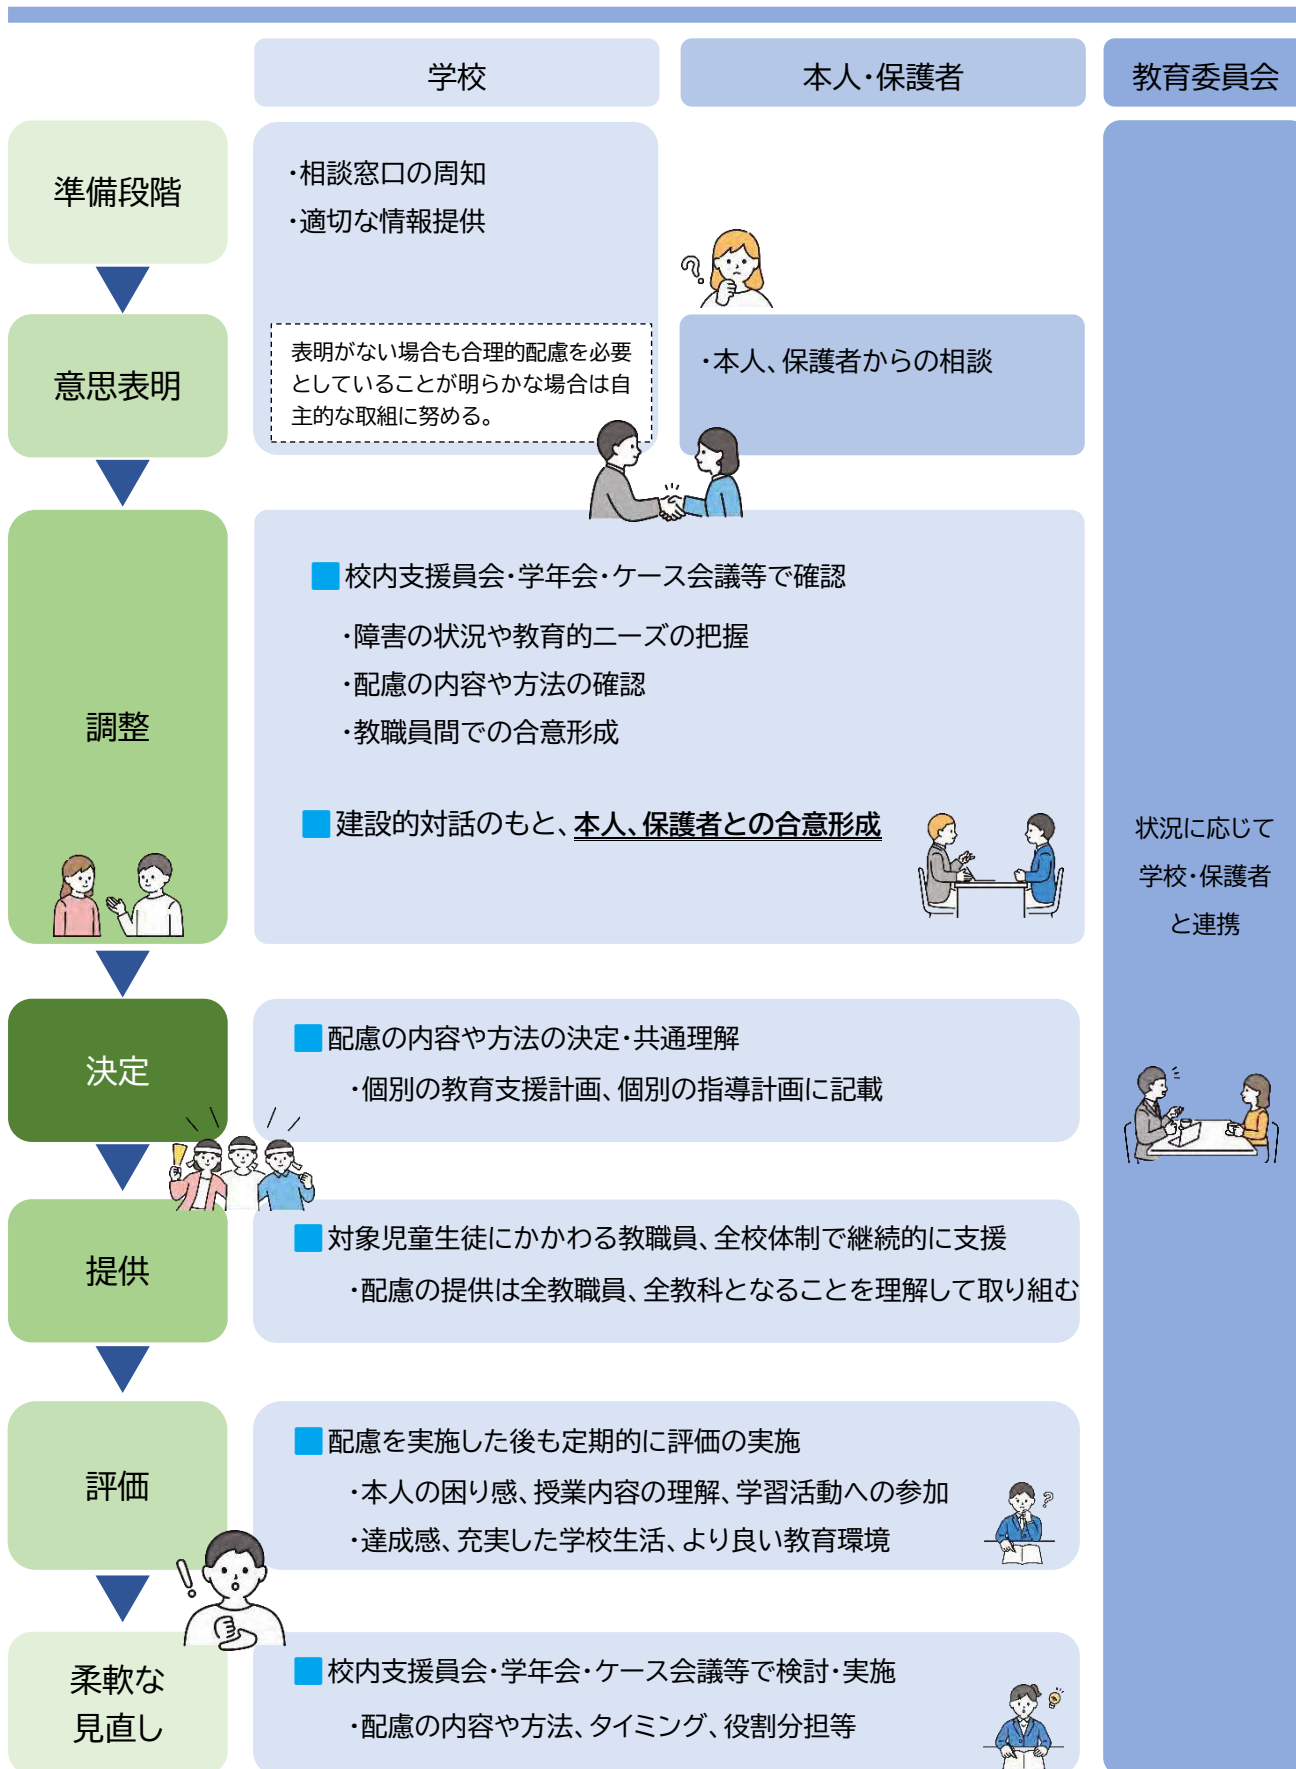 学校
本人・保護者
教育委員会
準備段階
・相談窓口の周知
・適切な情報提供
意思表明
表明がない場合も合理的配慮を必要
としていることが明らかな場合は自
主的な取組に努める。
・本人、保護者からの相談
調整
■校内支援員会・学年会・ケース会議等で確認
・障害の状況や教育的ニーズの把握
・配慮の内容や方法の確認
・教職員間での合意形成
■建設的対話のもと、本人、保護者との合意形成
状況に応じて
学校・保護者
と連携
決定
■配慮の内容や方法の決定・共通理解
・個別の教育支援計画、個別の指導計画に記載
提供
■対象児童生徒にかかわる教職員、全校体制で継続的に支援
・配慮の提供は全教職員、全教科となることを理解して取り組む
評価
■配慮を実施した後も定期的に評価の実施
・本人の困り感、授業内容の理解、学習活動への参加
・達成感、充実した学校生活、より良い教育環境
柔軟な
見直し
■校内支援員会・学年会・ケース会議等で検討・実施
・配慮の内容や方法、タイミング、役割分担等